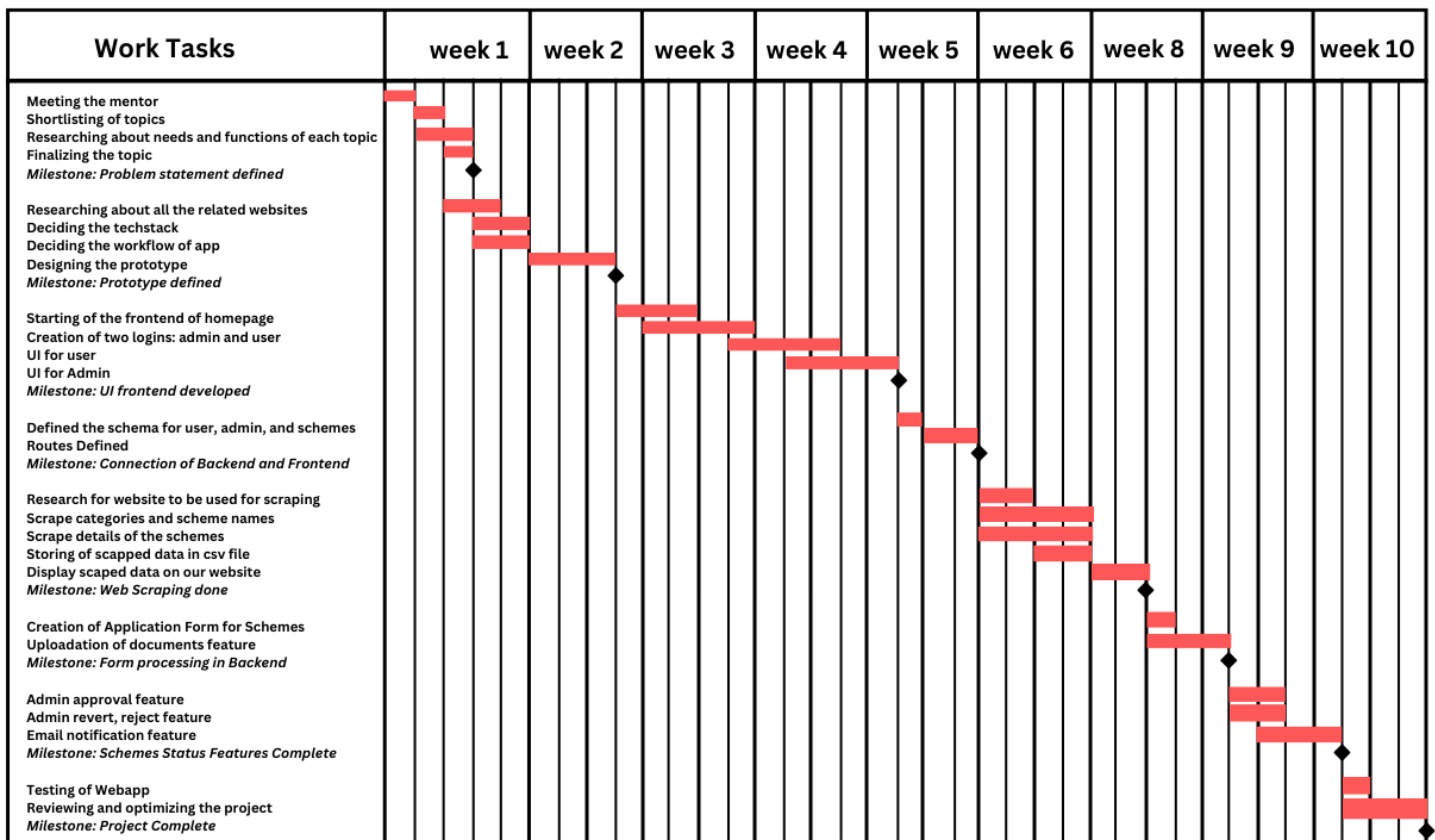 Work Tasks week 1 week 2 week 3 week 4 week 5 week 6 week 8 week 9 week 10
Meeting the mentor
Shortlisting of topics
Researching about needs and functions of each topic
Finalizing the topic
Milestone: Problem statement defined
Researching about all the related websites
Deciding the techstack
Deciding the workflow of app
Designing the prototype
Milestone: Prototype defined
Starting of the frontend of homepage
Creation of two logins: admin and user
UI for user
UI for Admin
Milestone: UI frontend developed
Defined the schema for user, admin, and schemes
Routes Defined
Milestone: Connection of Backend and Frontend
Research for website to be used for scraping
Scrape categories and scheme names
Scrape details of the schemes
Storing of scapped data in csv file
Display scaped data on our website
Milestone: Web Scraping done
Creation of Application Form for Schemes
Uploadation of documents feature
Milestone: Form processing in Backend
Admin approval feature
Admin revert, reject feature
Email notification feature
Milestone: Schemes Status Features Complete
Testing of Webapp
Reviewing and optimizing the project
Milestone: Project Complete